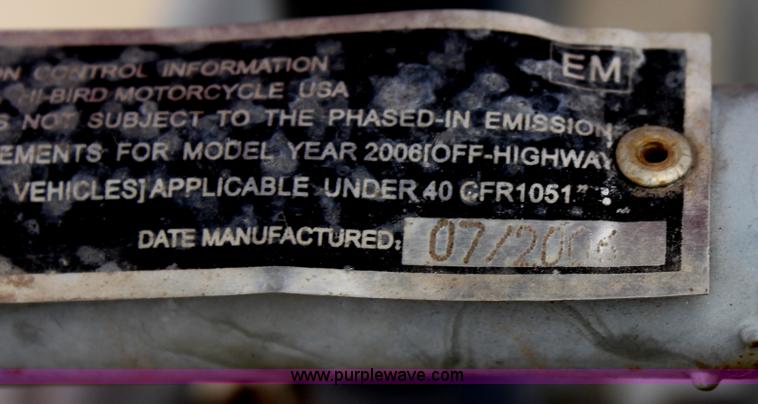 ON CONTROL INFORMATION
EM
HI-BIRD MOTORCYCLE USA
S NOT SUBJECT TO THE PHASED-IN EMISSION
EMENTS FOR MODEL YEAR 2006[OFF-HIGHWAY
VEHICLES] APPLICABLE UNDER 40 CFR1051":
DATE MANUFACTURED:
www.purplewave.com